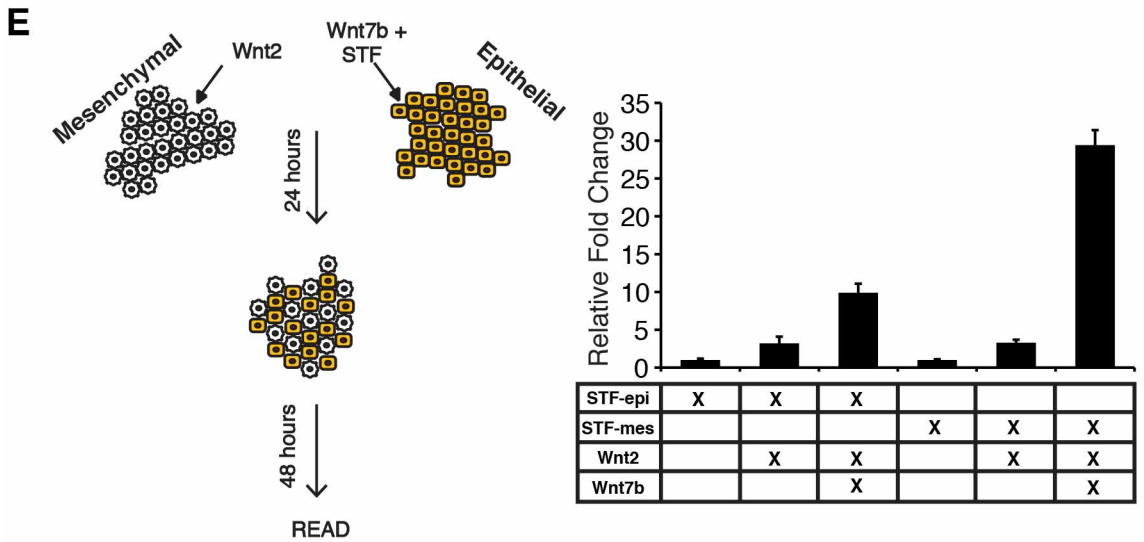 E
Mesenchymal
Wnt2
Wnt7b +
STF
Epithelial
24 hours
48 hours
READ
Relative Fold Change
35
30
25
20
15
10
5
0
STF-epi X X X
STF-mes X X X
Wnt2 X X X X
Wnt7b X X